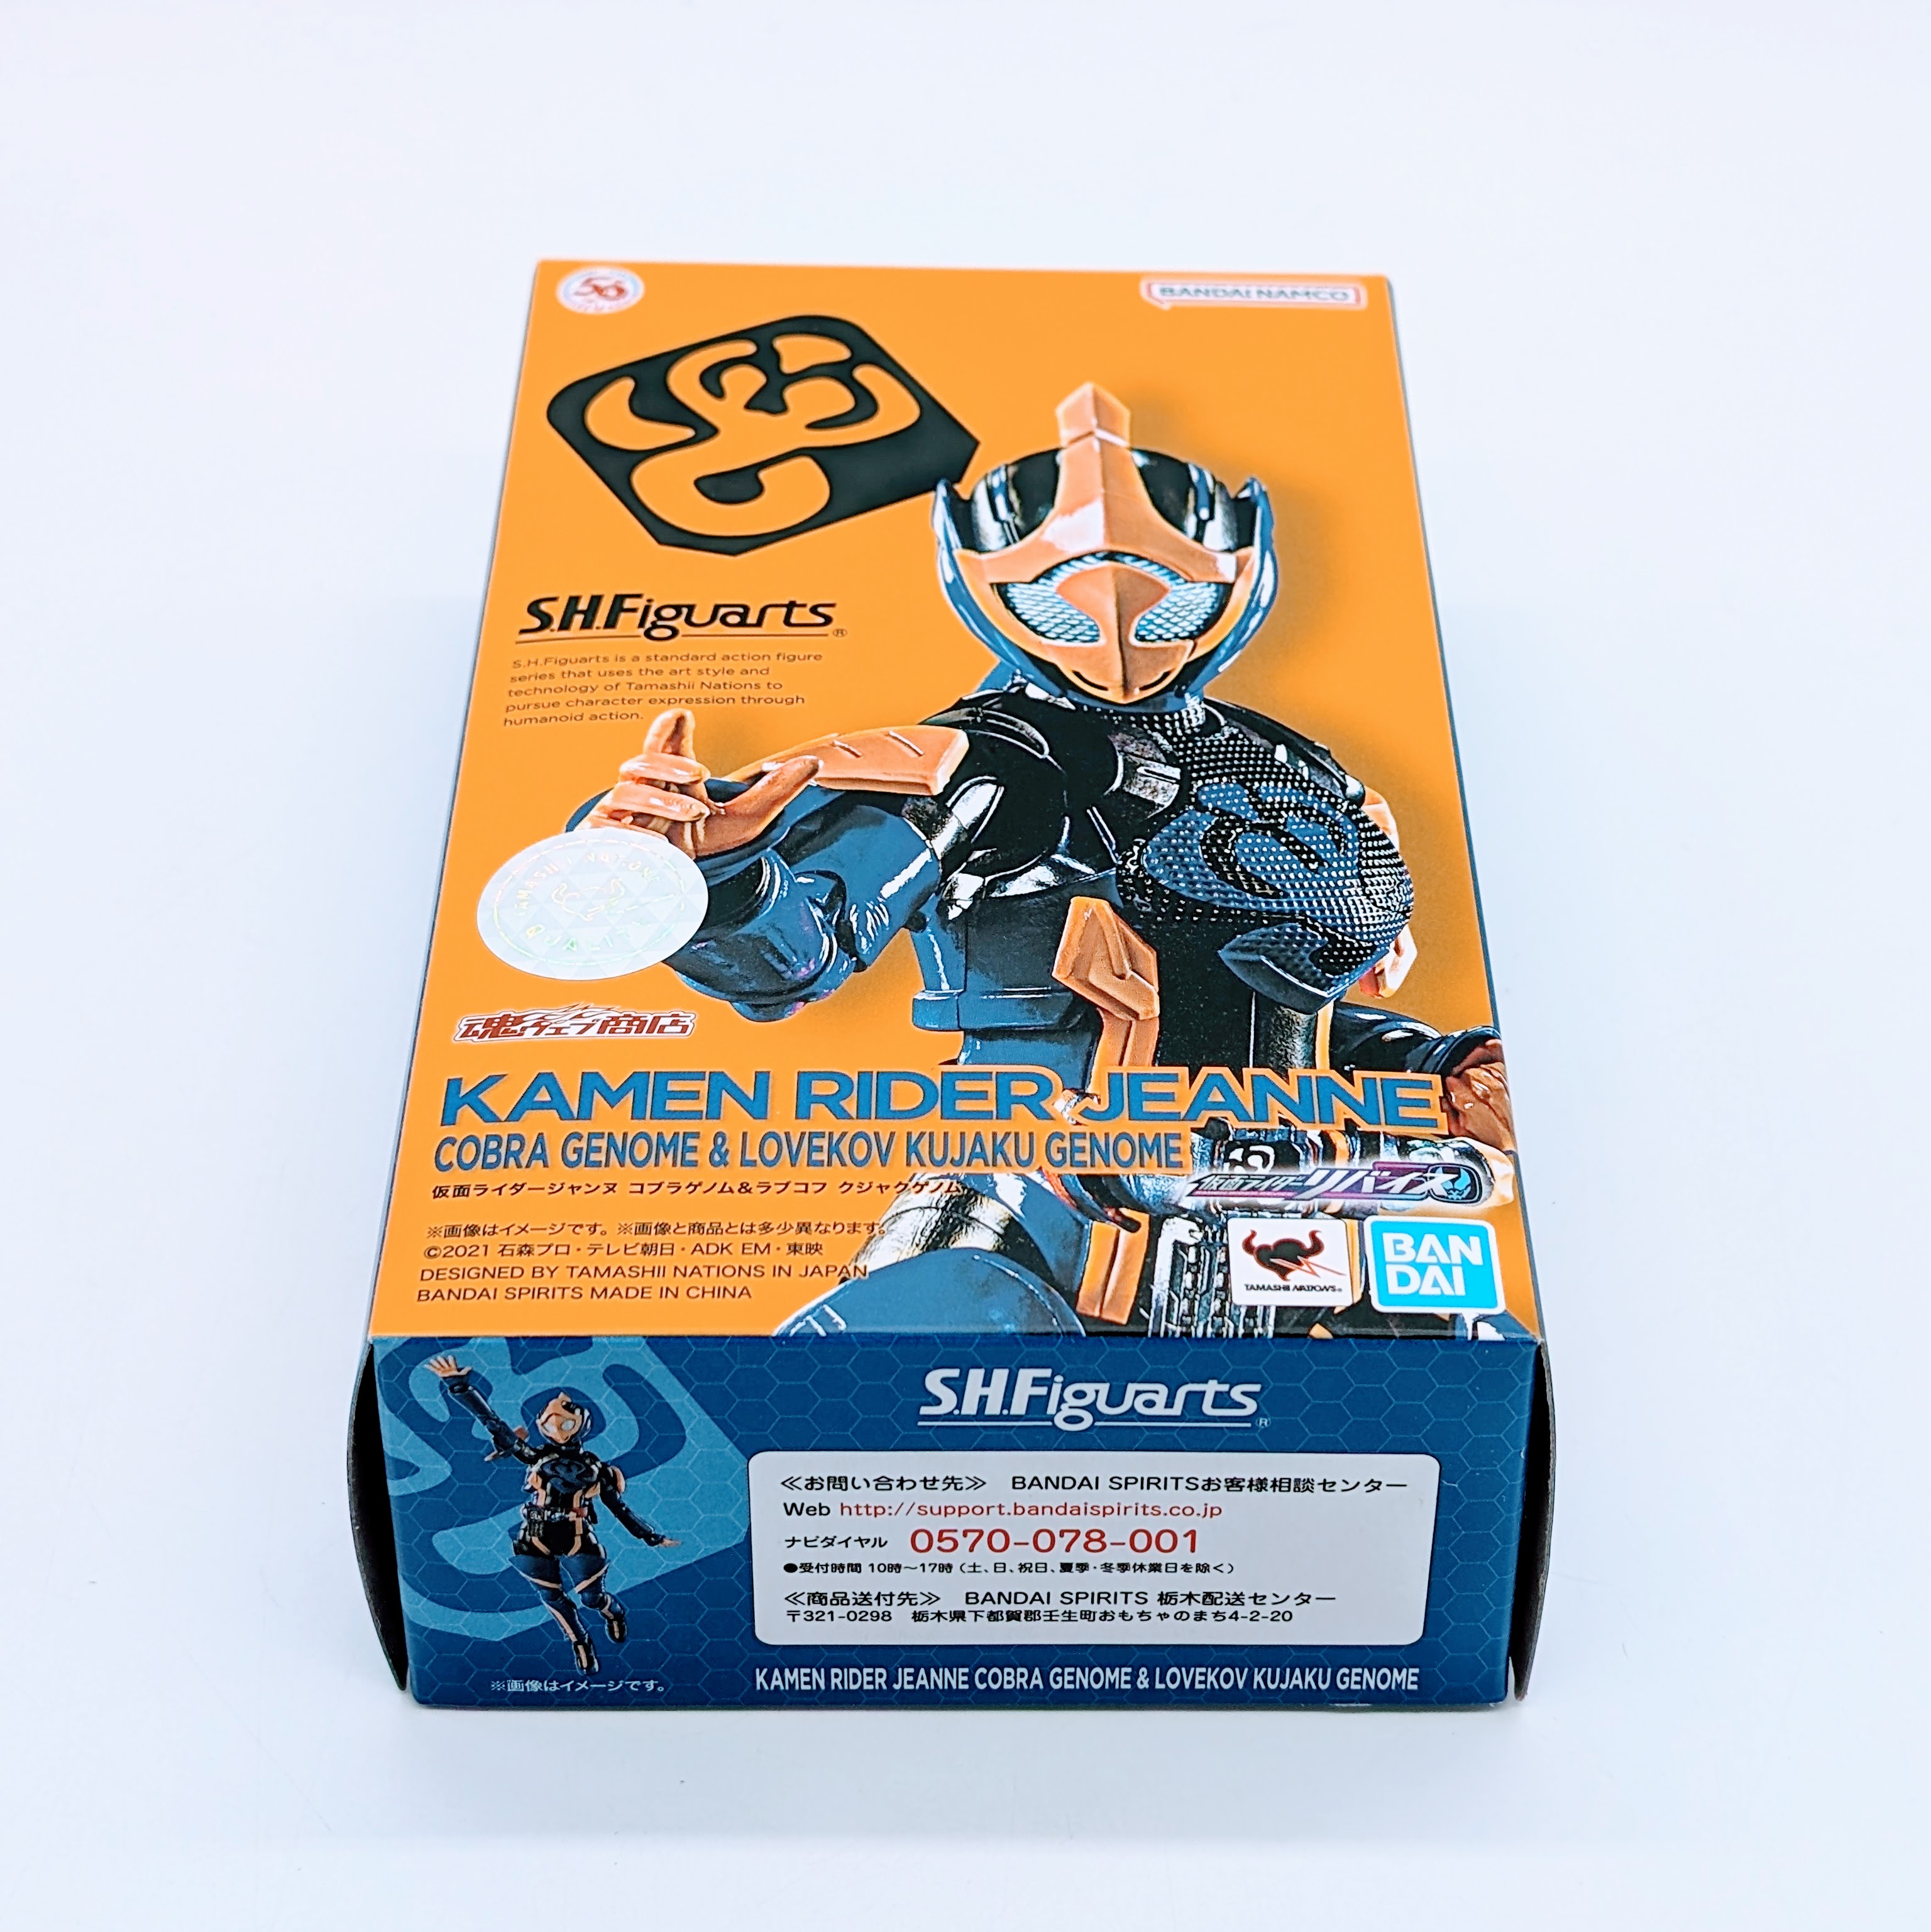 50
BANDAI NAMCO
S.H.Figuarts®
S.H.Figuarts is a standard action figure
series that uses the art style and
technology of Tamashii Nations to
pursue character expression through
humanoid action.
TAMASHII NATIONS
QUALITY
魂ウェブ商店
KAMEN RIDER JEANNE
COBRA GENOME & LOVEKOV KUJAKU GENOME
仮面ライダージャンヌ コブラゲノム&ラブコフ クジャクゲノム
仮面ライダーリバイス
※画像はイメージです。※画像と商品とは多少異なります。
©2021 石森プロ・テレビ朝日・ADK EM・東映
DESIGNED BY TAMASHII NATIONS IN JAPAN
BANDAI SPIRITS MADE IN CHINA
TAMASHII NATIONS
BAN
DAI
S.H.Figuarts®
≪お問い合わせ先≫ BANDAI SPIRITSお客様相談センター
Web http://support.bandaispirits.co.jp
ナビダイヤル 0570-078-001
●受付時間 10時～17時（土、日、祝日、夏季・冬季休業日を除く）
≪商品送付先≫ BANDAI SPIRITS 栃木配送センター
〒321-0298 栃木県下都賀郡壬生町おもちゃのまち4-2-20
※画像はイメージです。
KAMEN RIDER JEANNE COBRA GENOME & LOVEKOV KUJAKU GENOME